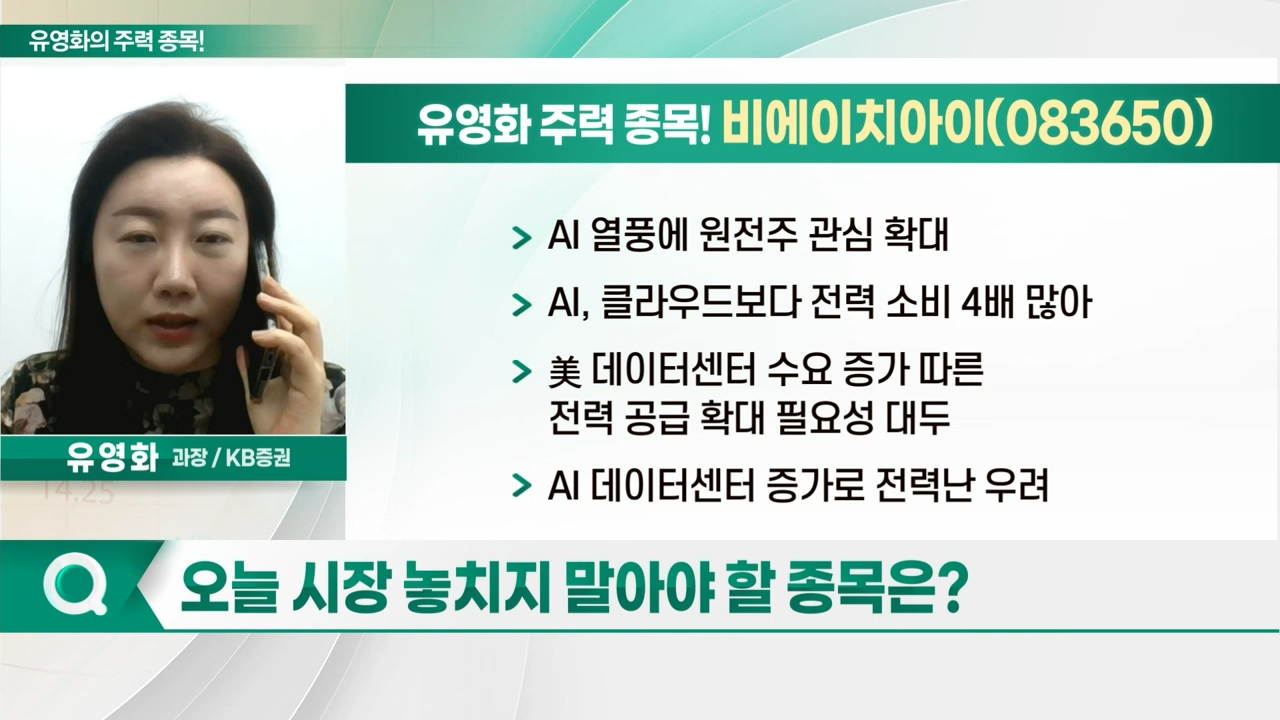 유영화의 주력 종목!
유영화 주력 종목! 비에이치아이(083650)
AI 열풍에 원전주 관심 확대
AI, 클라우드보다 전력 소비 4배 많아
美 데이터센터 수요 증가 따른
전력 공급 확대 필요성 대두
AI 데이터센터 증가로 전력난 우려
유영화 과장 / KB증권
14.25
오늘 시장 놓치지 말아야 할 종목은?